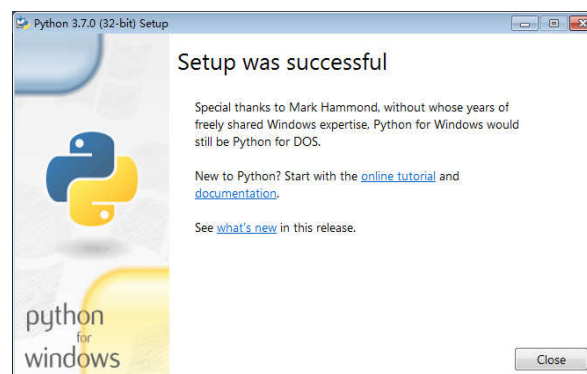 Python 3.7.0 (32-bit) Setup
Setup was successful
Special thanks to Mark Hammond, without whose years of
freely shared Windows expertise, Python for Windows would
still be Python for DOS.
New to Python? Start with the online tutorial and
documentation.
See what's new in this release.
python
for
windows
Close